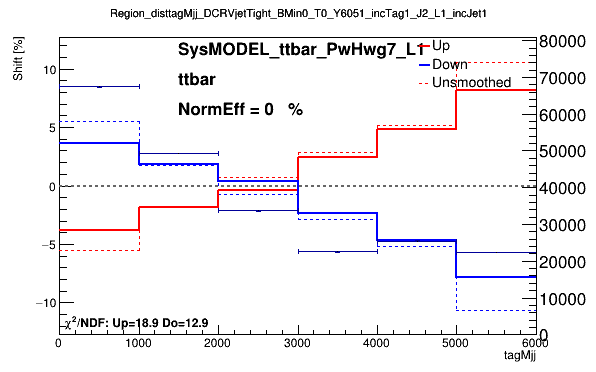 Region_disttagMjj_DCRVjetTight_BMin0_T0_Y6051_incTag1_J2_L1_incJet1
Shift [%]
SysMODEL_ttbar_PwHwg7_L1
ttbar
NormEff = 0 %
Up
Down
Unsmoothed
10
5
0
−5
−10
80000
70000
60000
50000
40000
30000
20000
10000
0
χ²/NDF: Up=18.9 Do=12.9
0 1000 2000 3000 4000 5000 6000
tagMjj